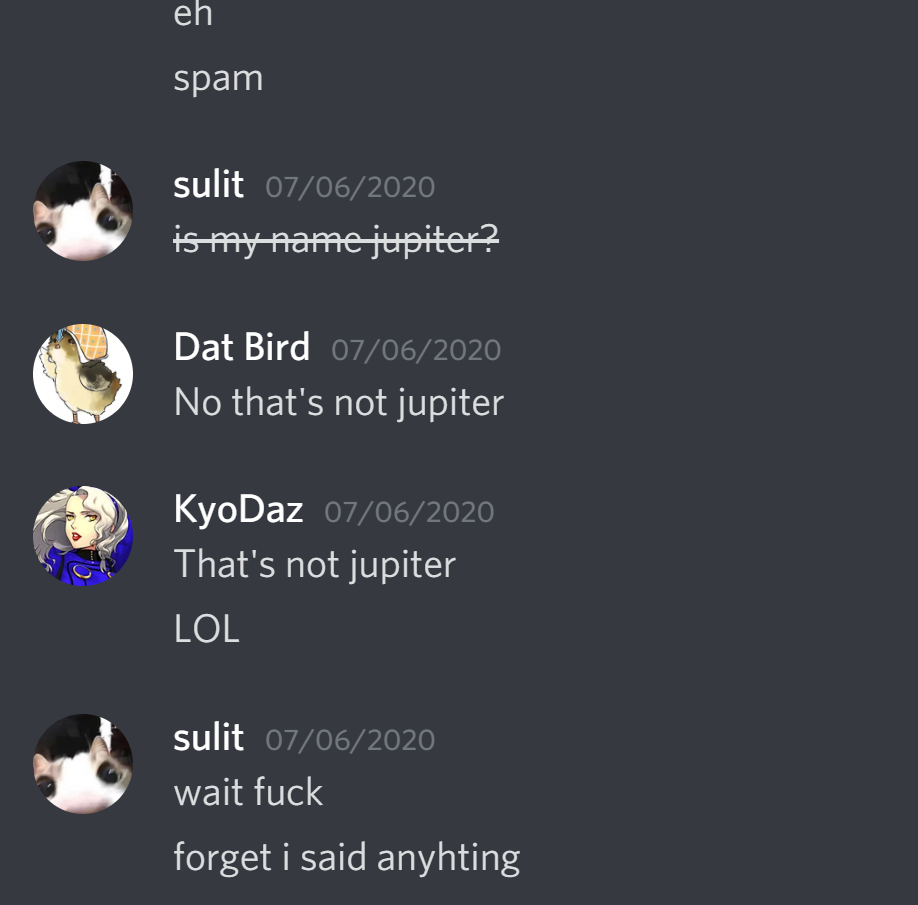 eh
spam
sulit 07/06/2020
is my name jupiter?
Dat Bird 07/06/2020
No that's not jupiter
KyoDaz 07/06/2020
That's not jupiter
LOL
sulit 07/06/2020
wait fuck
forget i said anyhting